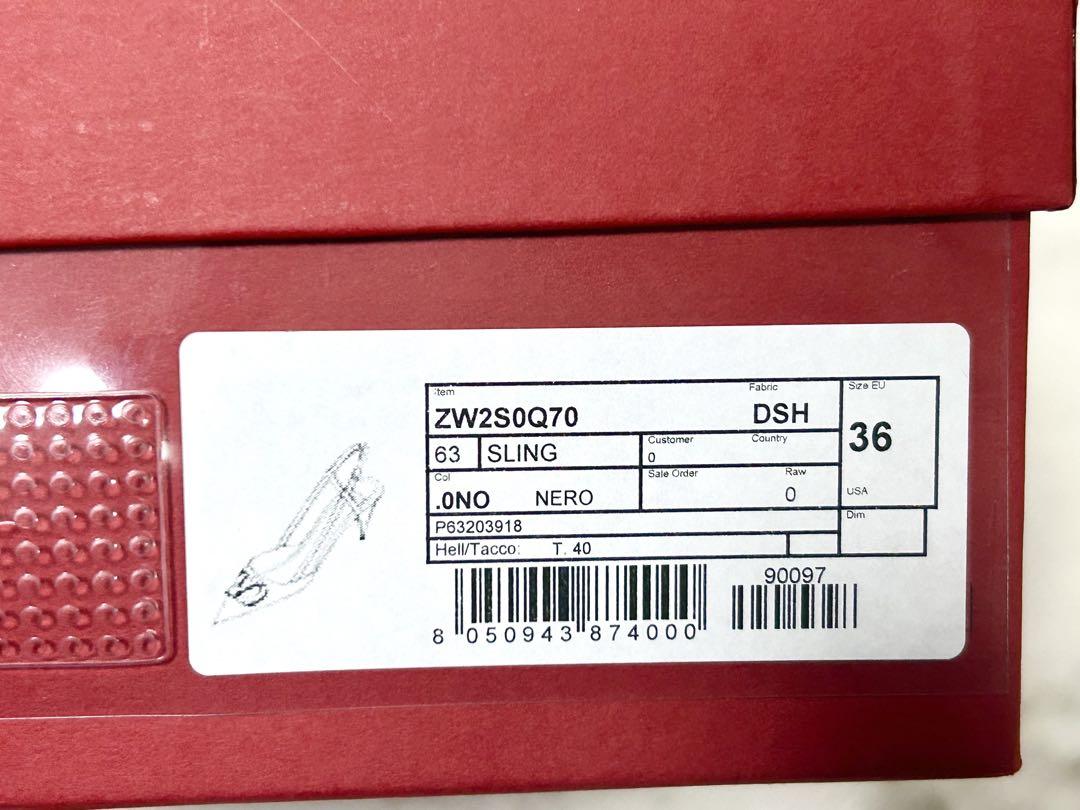 Item Fabric Size EU
ZW2S0Q70 DSH 36
63 SLING Customer Country
0
Col Sale Order Raw
.0NO NERO 0 USA
P63203918 Dim
Hell/Tacco: T. 40
90097
8 050943 874000